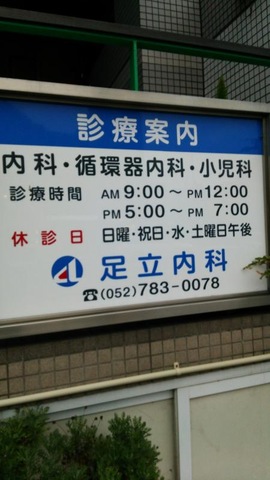 診療案内
内科・循環器内科・小児科
診療時間 AM 9:00～PM 12:00
PM 5:00～PM 7:00
休診日 日曜・祝日・水・土曜日午後
足立内科
☎(052)783-0078